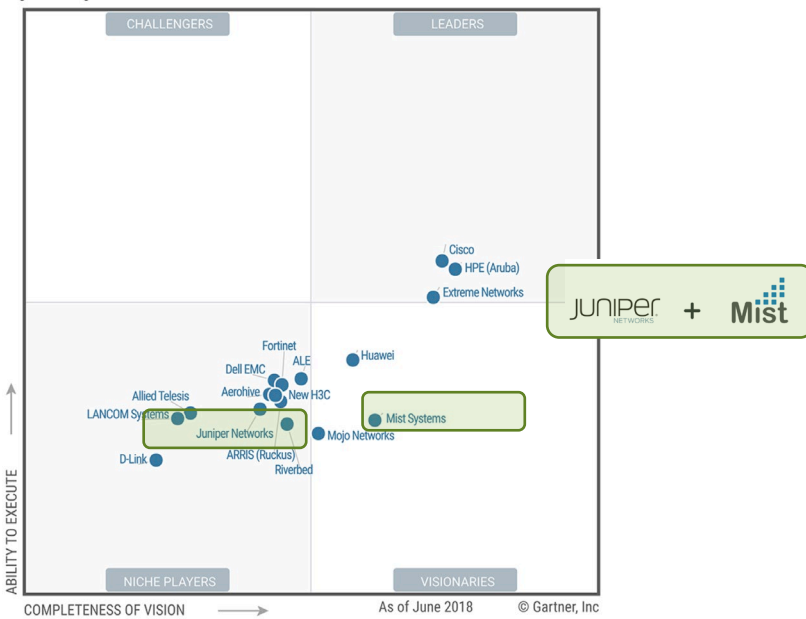 CHALLENGERS
LEADERS
Cisco
HPE (Aruba)
Extreme Networks
JUNIPEr
NETWORKS
+
Mist
Fortinet
ALE
Huawei
Dell EMC
Aerohive
New H3C
Allied Telesis
LANCOM Systems
Mist Systems
Juniper Networks
Mojo Networks
ARRIS (Ruckus)
D-Link
Riverbed
ABILITY TO EXECUTE
NICHE PLAYERS
VISIONARIES
COMPLETENESS OF VISION
As of June 2018
© Gartner, Inc